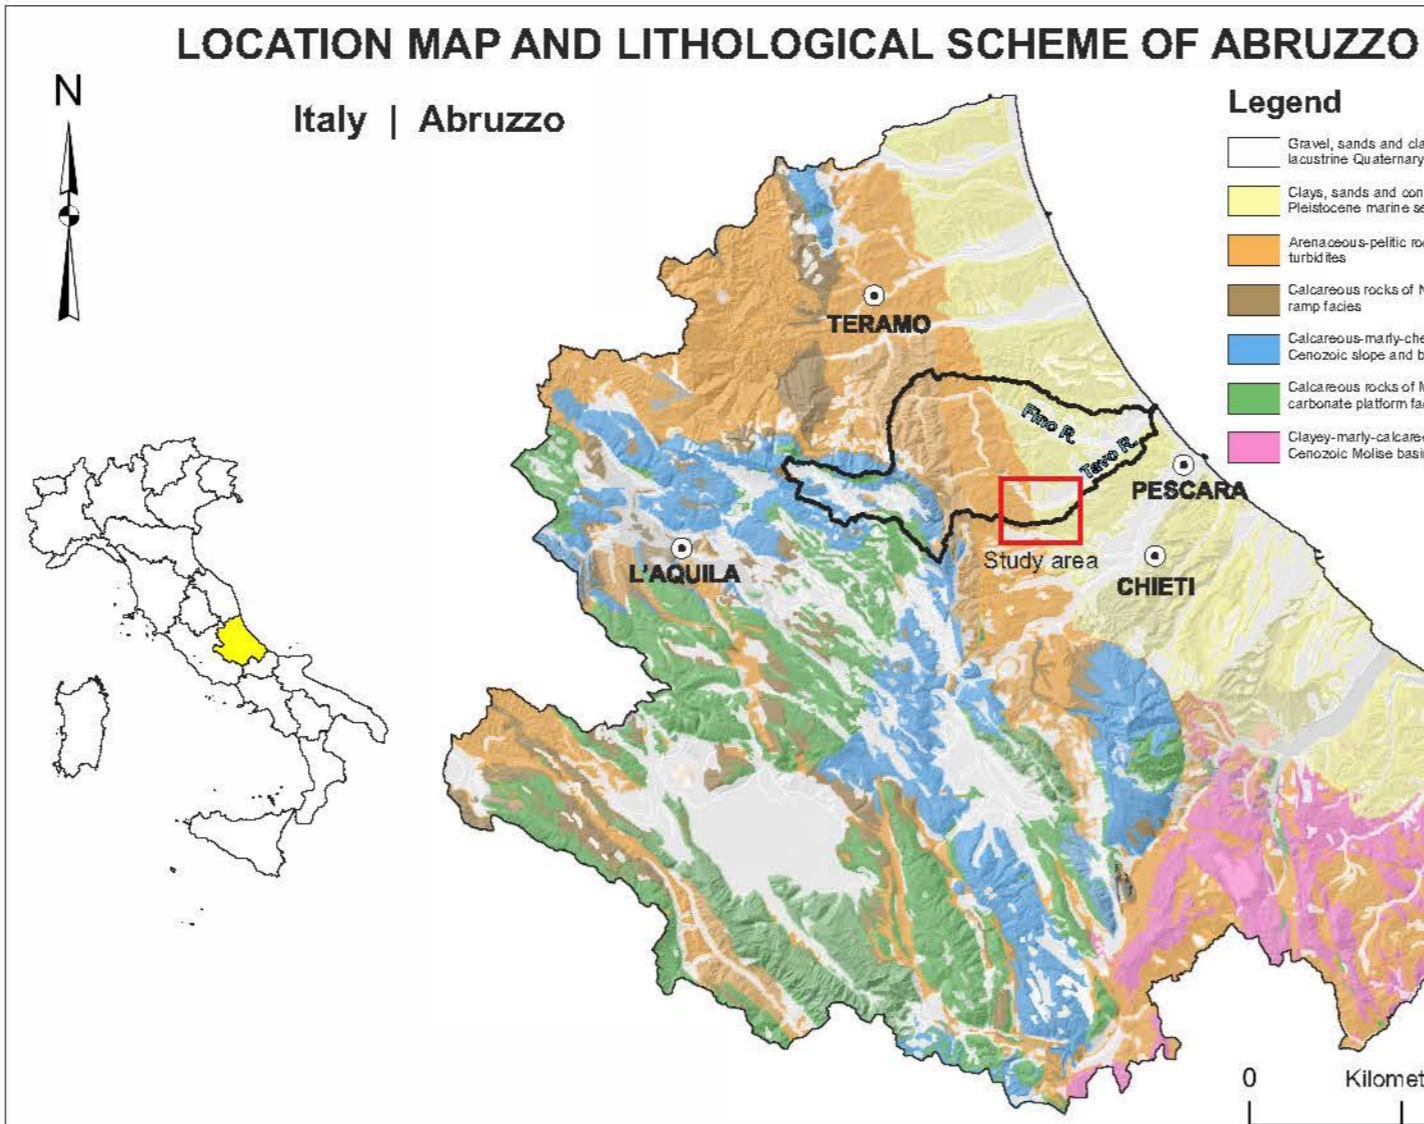 LOCATION MAP AND LITHOLOGICAL SCHEME OF ABRUZZO
N
Italy | Abruzzo
Legend
Gravel, sands and cla
lacustrine Quaternary
Clays, sands and con
Pleistocene marine se
Arenaceous-pelitic roc
turbidites
Calcareous rocks of N
ramp facies
Calcareous-marly-che
Cenozoic slope and b
Calcareous rocks of M
carbonate platform fac
Clayey-marly-calcare
Cenozoic Molise basin
TERAMO
Fino R.
Tavo R.
PESCARA
Study area
L'AQUILA
CHIETI
0 Kilomet